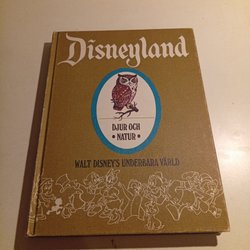 Disneyland
DJUR OCH
• NATUR •
WALT DISNEY'S UNDERBARA VÄRLD